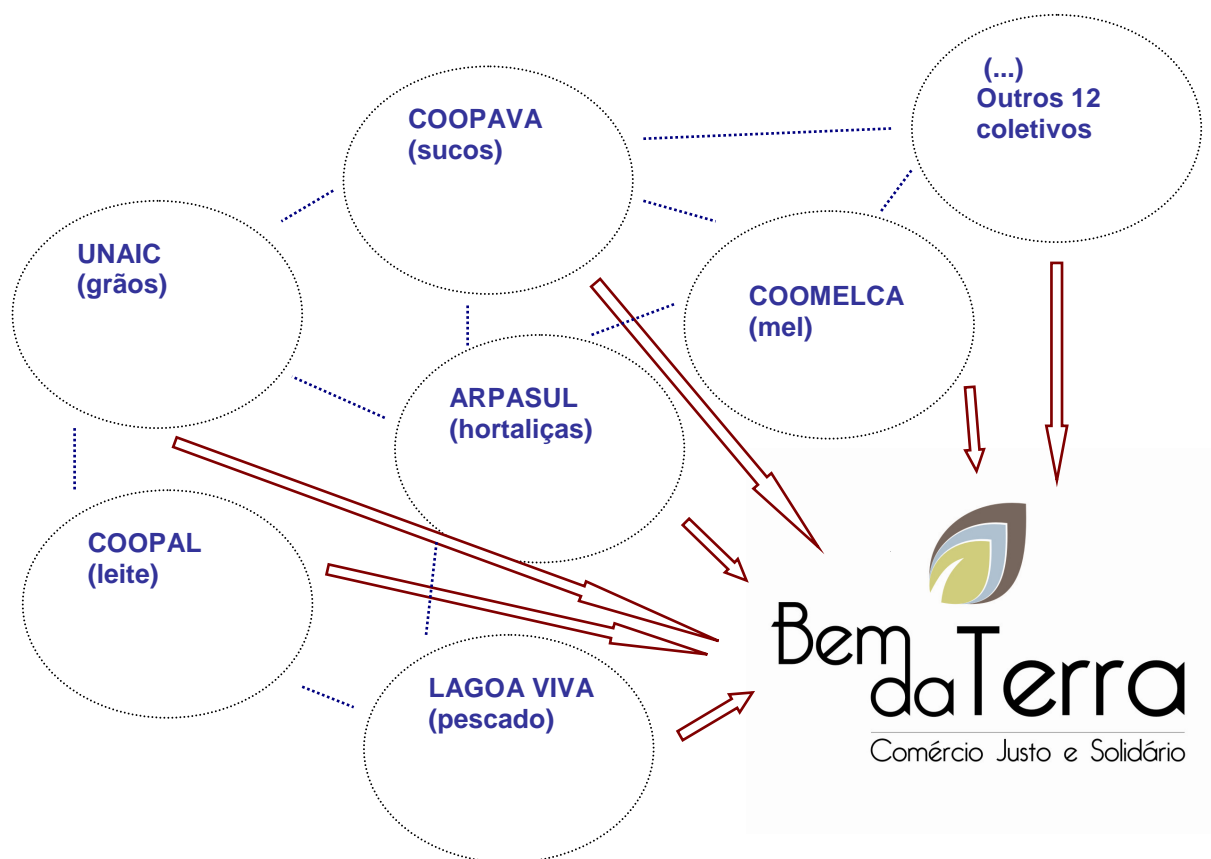 (...)
Outros 12
coletivos
COOPAVA
(sucos)
UNAIC
(grãos)
COOMELCA
(mel)
ARPASUL
(hortaliças)
COOPAL
(leite)
LAGOA VIVA
(pescado)
Bem
da Terra
Comércio Justo e Solidário